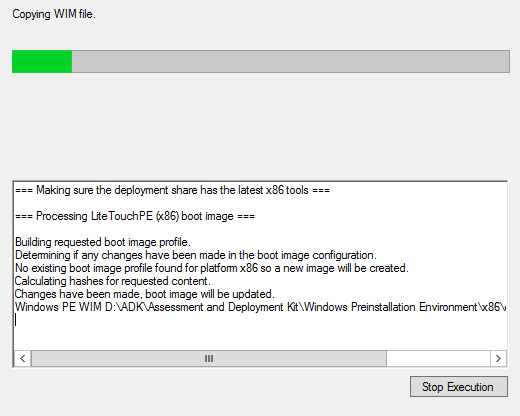 Copying WIM file.
=== Making sure the deployment share has the latest x86 tools ===
=== Processing LiteTouchPE (x86) boot image ===
Building requested boot image profile.
Determining if any changes have been made in the boot image configuration.
No existing boot image profile found for platform x86 so a new image will be created.
Calculating hashes for requested content.
Changes have been made, boot image will be updated.
Windows PE WIM D:\ADK\Assessment and Deployment Kit\Windows Preinstallation Environment\x86\
Stop Execution